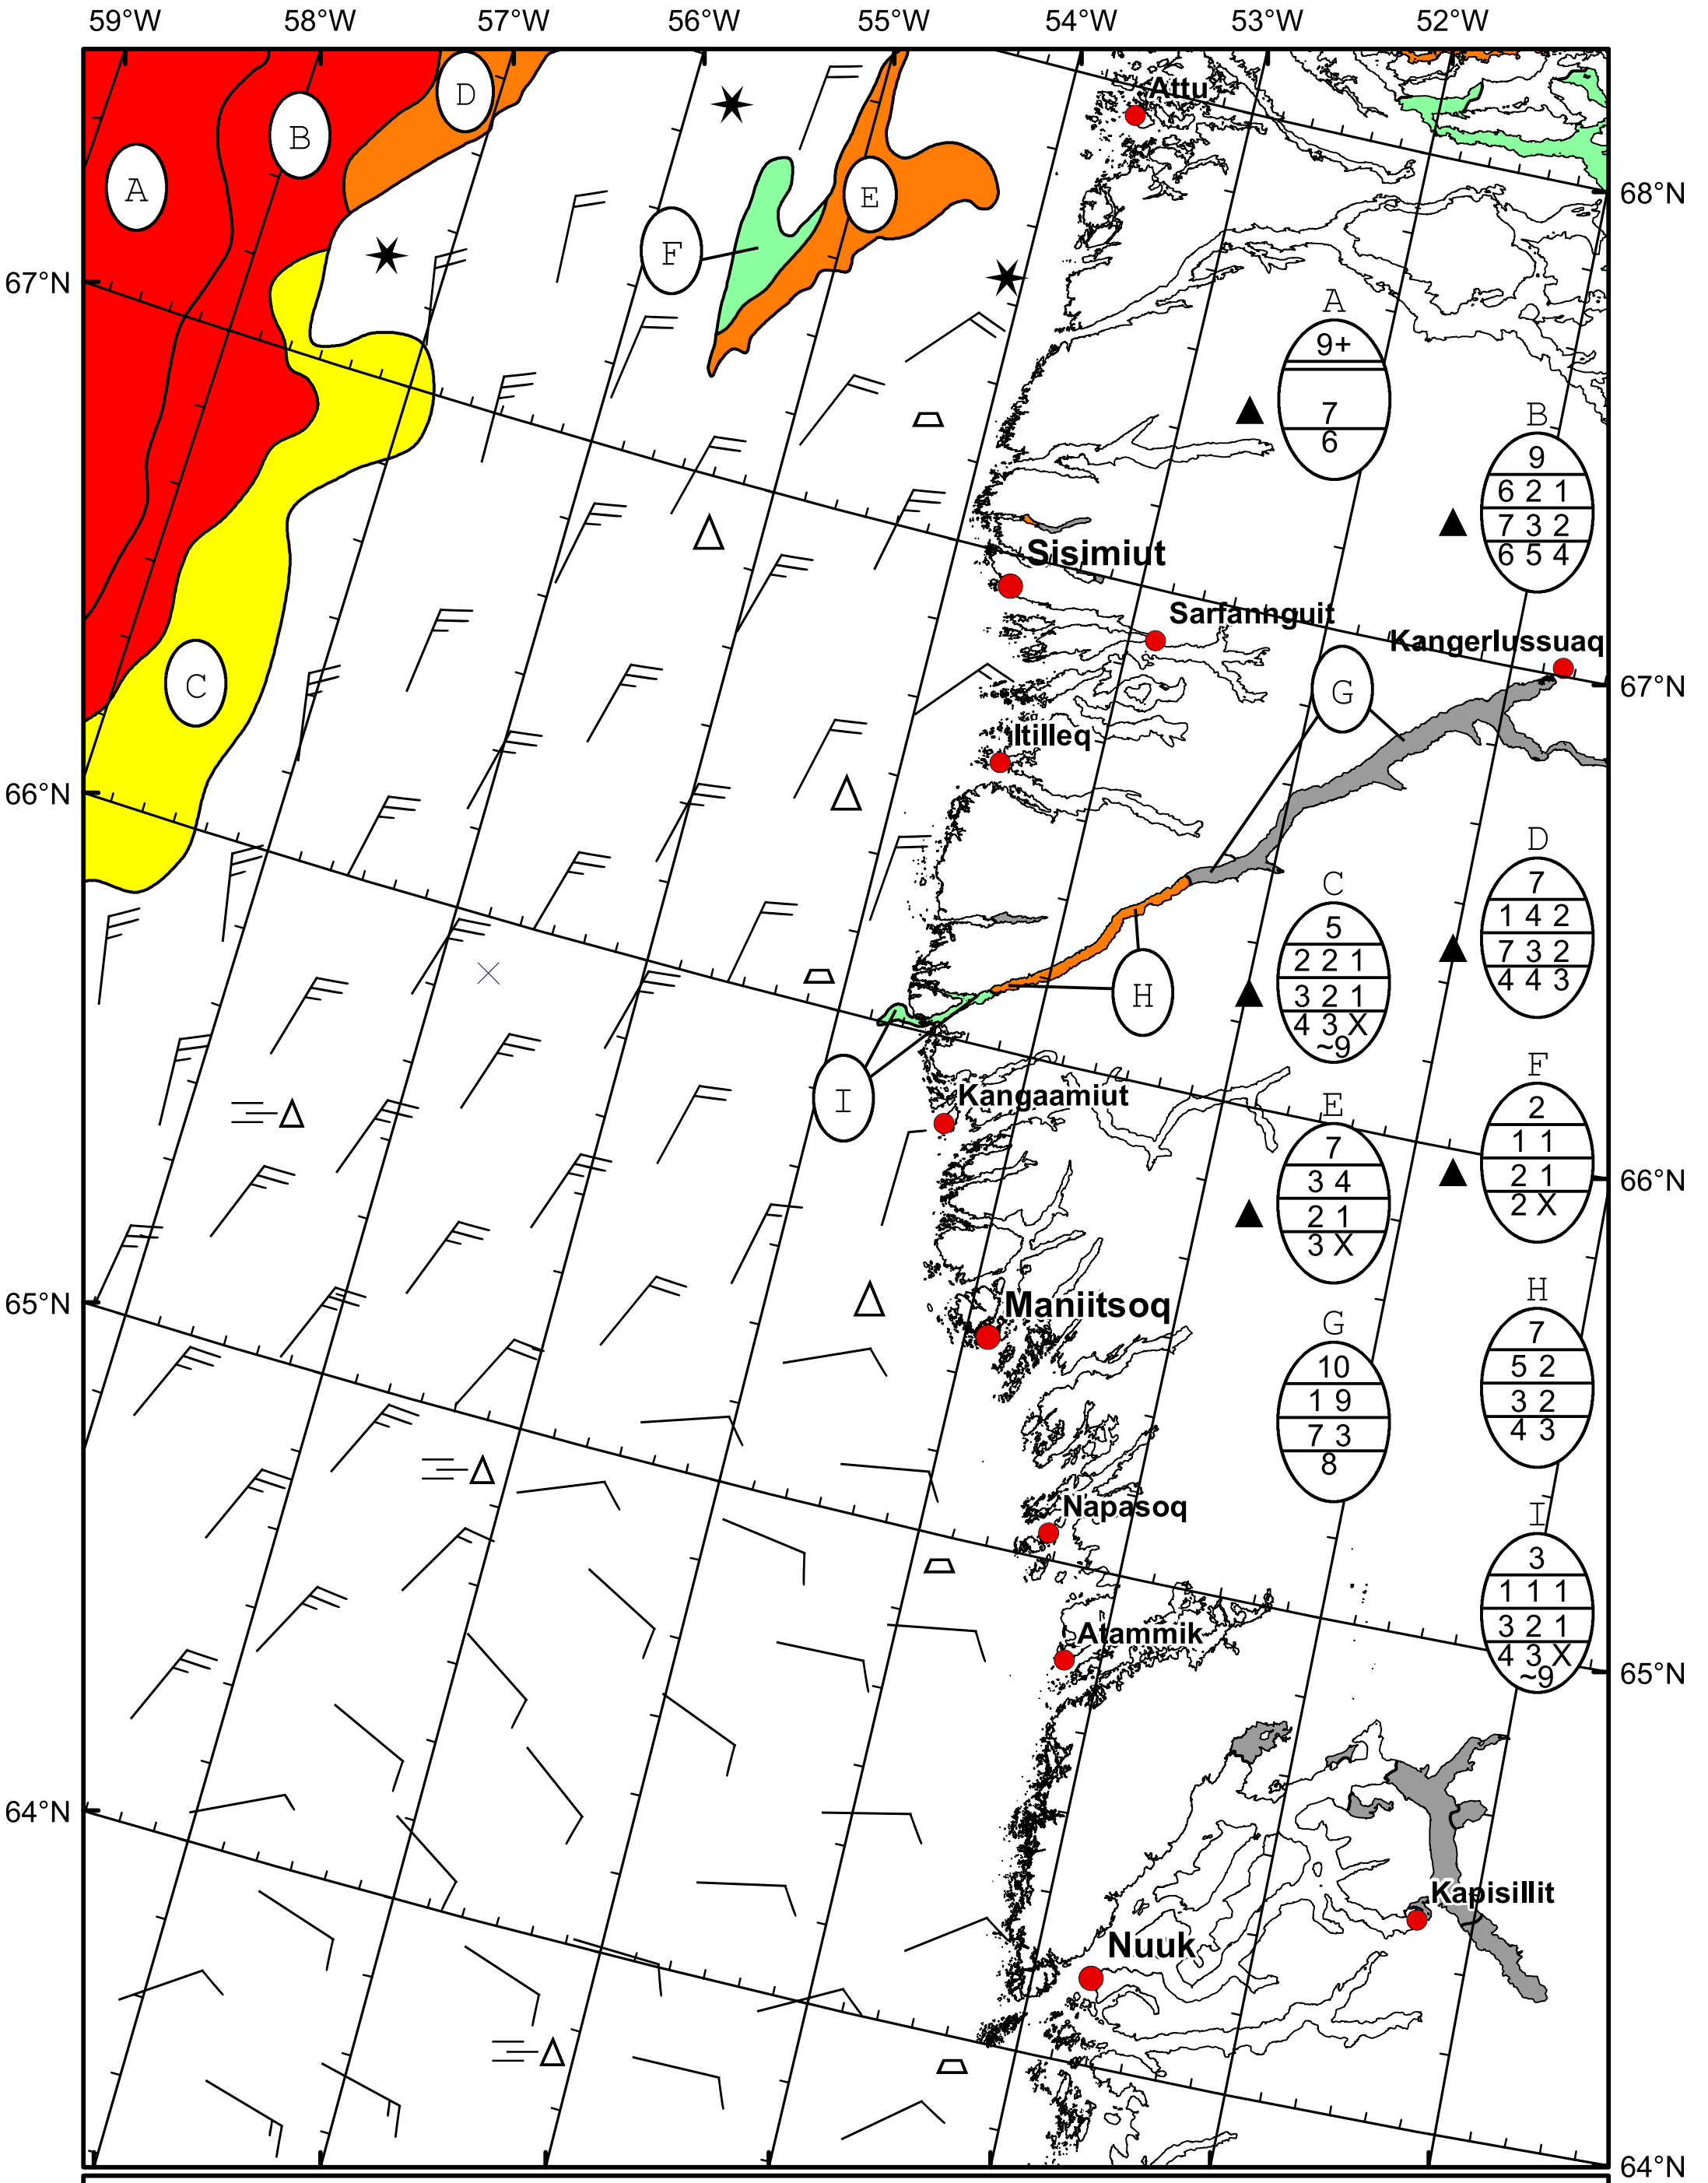 59°W 58°W 57°W 56°W 55°W 54°W 53°W 52°W
D
Attu
B
A
E
68°N
F
67°N
A
9+
7
6
B
9
6 2 1
7 3 2
6 5 4
Sisimiut
Sarfannguit
Kangerlussuaq
C
G
67°N
Itilleq
66°N
D
7
1 4 2
7 3 2
4 4 3
C
5
2 2 1
3 2 1
4 3 X
~9
H
I
Kangaamiut
F
2
1 1
2 1
2 X
E
7
3 4
2 1
3 X
66°N
65°N
Maniitsoq
H
7
5 2
3 2
4 3
G
10
1 9
7 3
8
Napasoq
I
3
1 1 1
3 2 1
4 3 X
~9
Atammik
65°N
64°N
Kapisillit
Nuuk
64°N